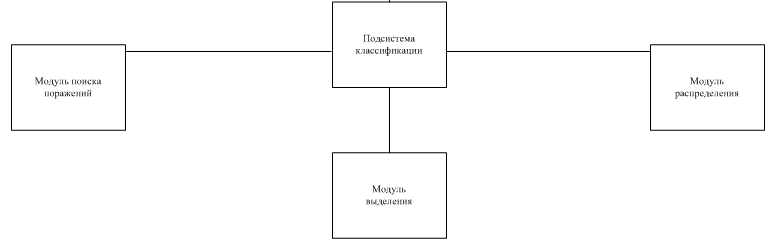 Подсистема
классификации
Модуль поиска
поражений
Модуль
распределения
Модуль
выделения